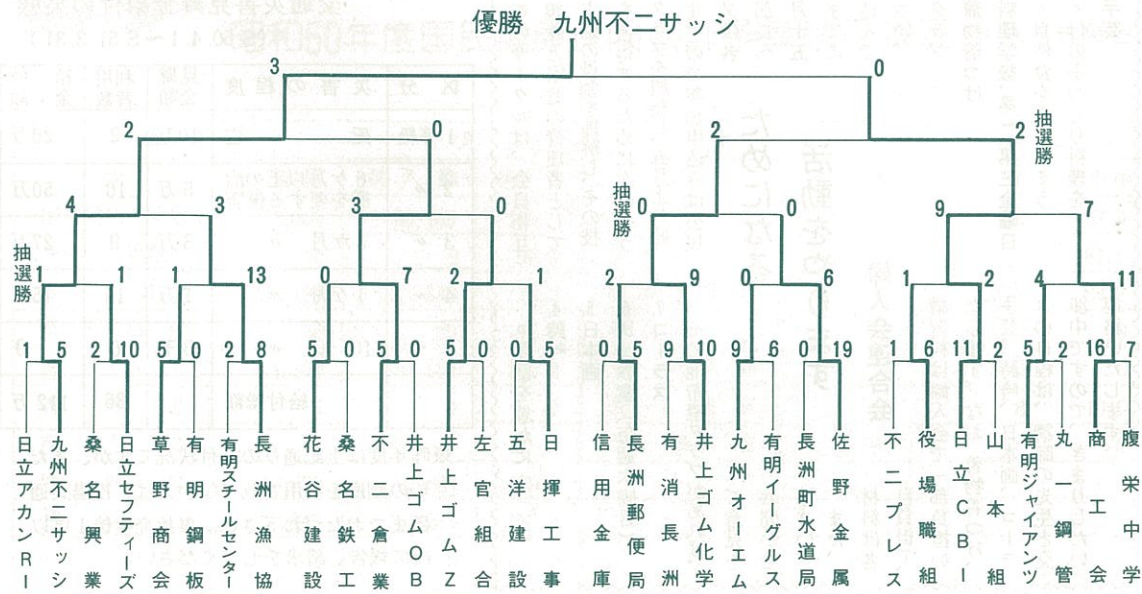 優勝 九州不二サッシ
3 0
2 0 2 2 抽選勝
4 3 3 0 抽選勝 0 0 9 7
抽選勝 1 1 1 13 0 7 2 1 2 9 0 6 1 2 4 11
1 5 2 10 5 0 2 8 5 0 5 0 5 0 0 5 0 5 9 10 9 6 0 19 6 11 2 5 2 16 7
日立アカンRー
九州不二サッシ
桑名興業
日立セフティーズ
草野商会
有明鋼板
有明スチールセンター
長洲漁協
花谷建設
桑名鉄工
不二倉業
井上ゴムOB
井上ゴムZ
左官組合
五洋建設
日揮工事
信用金庫
長洲郵便局
有消長洲
井上ゴム化学
九州オーエム
有明イーグルス
長洲町水道局
佐野金属
不二プレス
役場職組
日立CBー
山本組
有明ジャイアンツ
丸一鋼管
商工会
腹栄中学